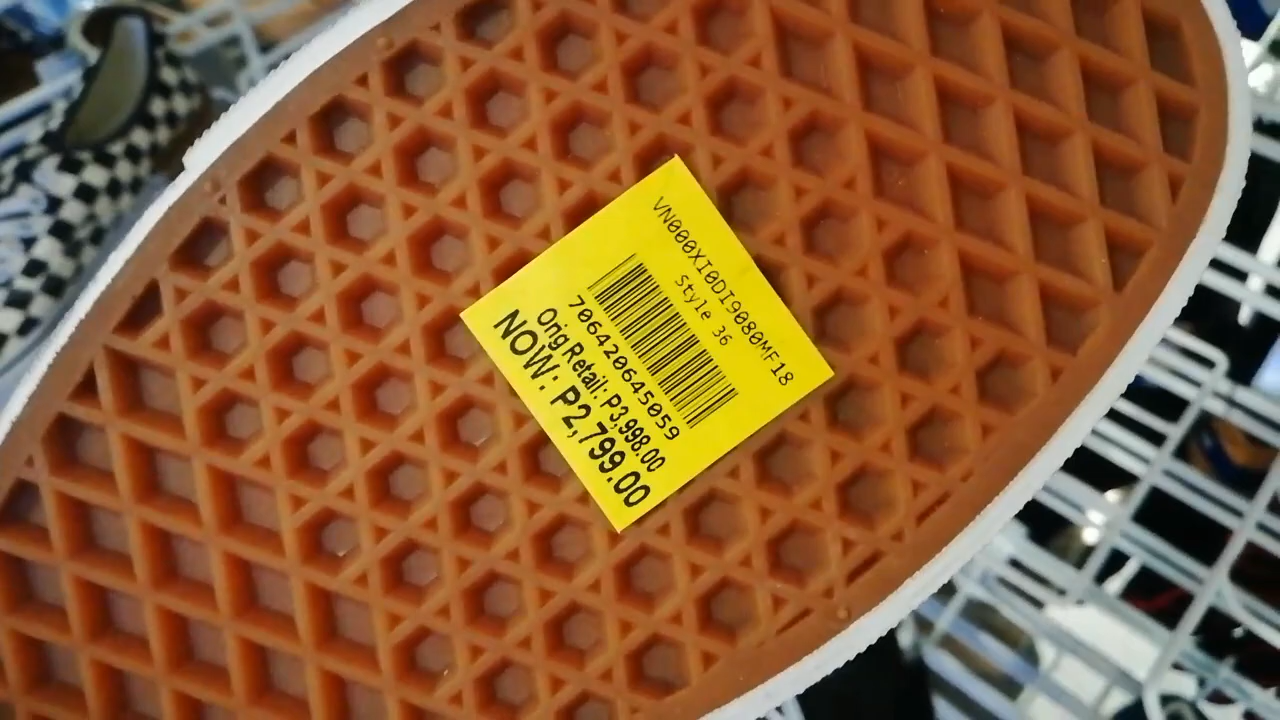 VN000XI0DI9080MF18
Style 36
706420645059
Orig Retail: P3,998.00
NOW: P2,799.00